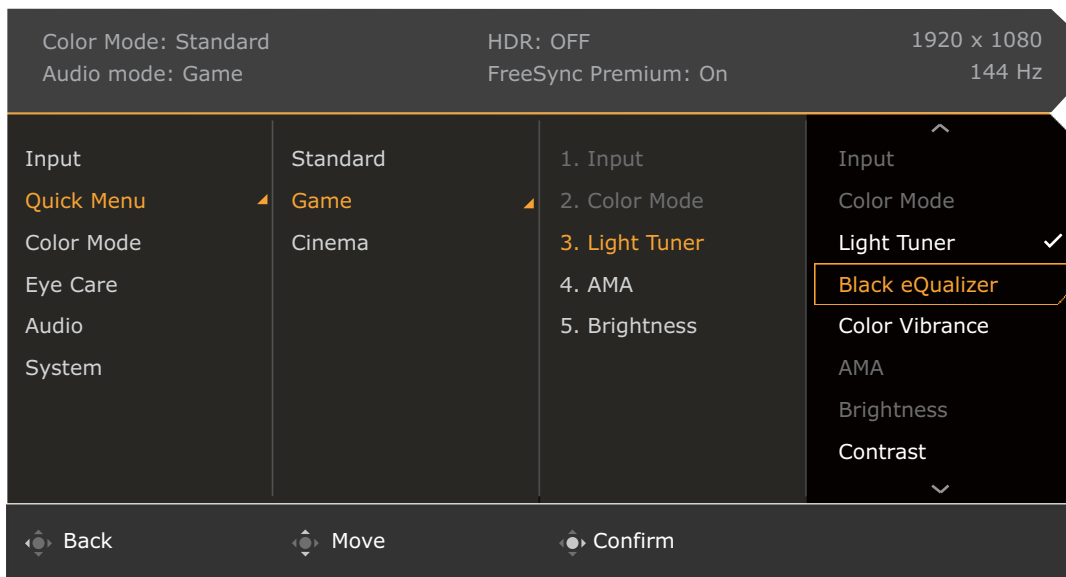 Color Mode: Standard
HDR: OFF
1920 x 1080
Audio mode: Game
FreeSync Premium: On
144 Hz
Input
Quick Menu
Color Mode
Eye Care
Audio
System
Standard
Game
Cinema
1. Input
2. Color Mode
3. Light Tuner
4. AMA
5. Brightness
Input
Color Mode
Light Tuner
Black eQualizer
Color Vibrance
AMA
Brightness
Contrast
Back
Move
Confirm